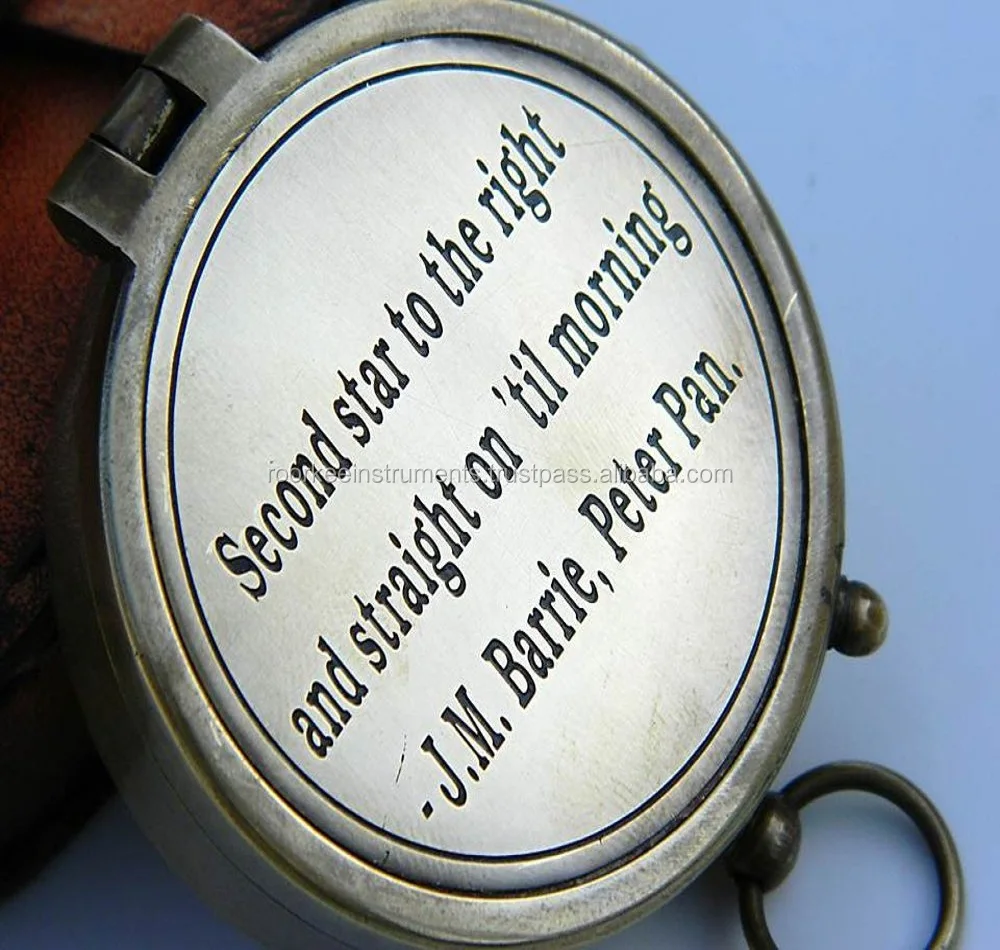 Second star to the right
and straight on 'til morning
- J.M. Barrie, Peter Pan.
roorkeeinstruments.trustpass.alibaba.com